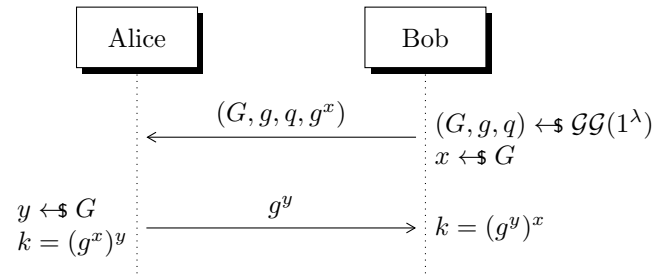 Alice Bob
(G, g, q, g^x)
(G, g, q) ←$ 𝒢𝒢(1^λ)
x ←$ G
y ←$ G
k = (g^x)^y
g^y
k = (g^y)^x